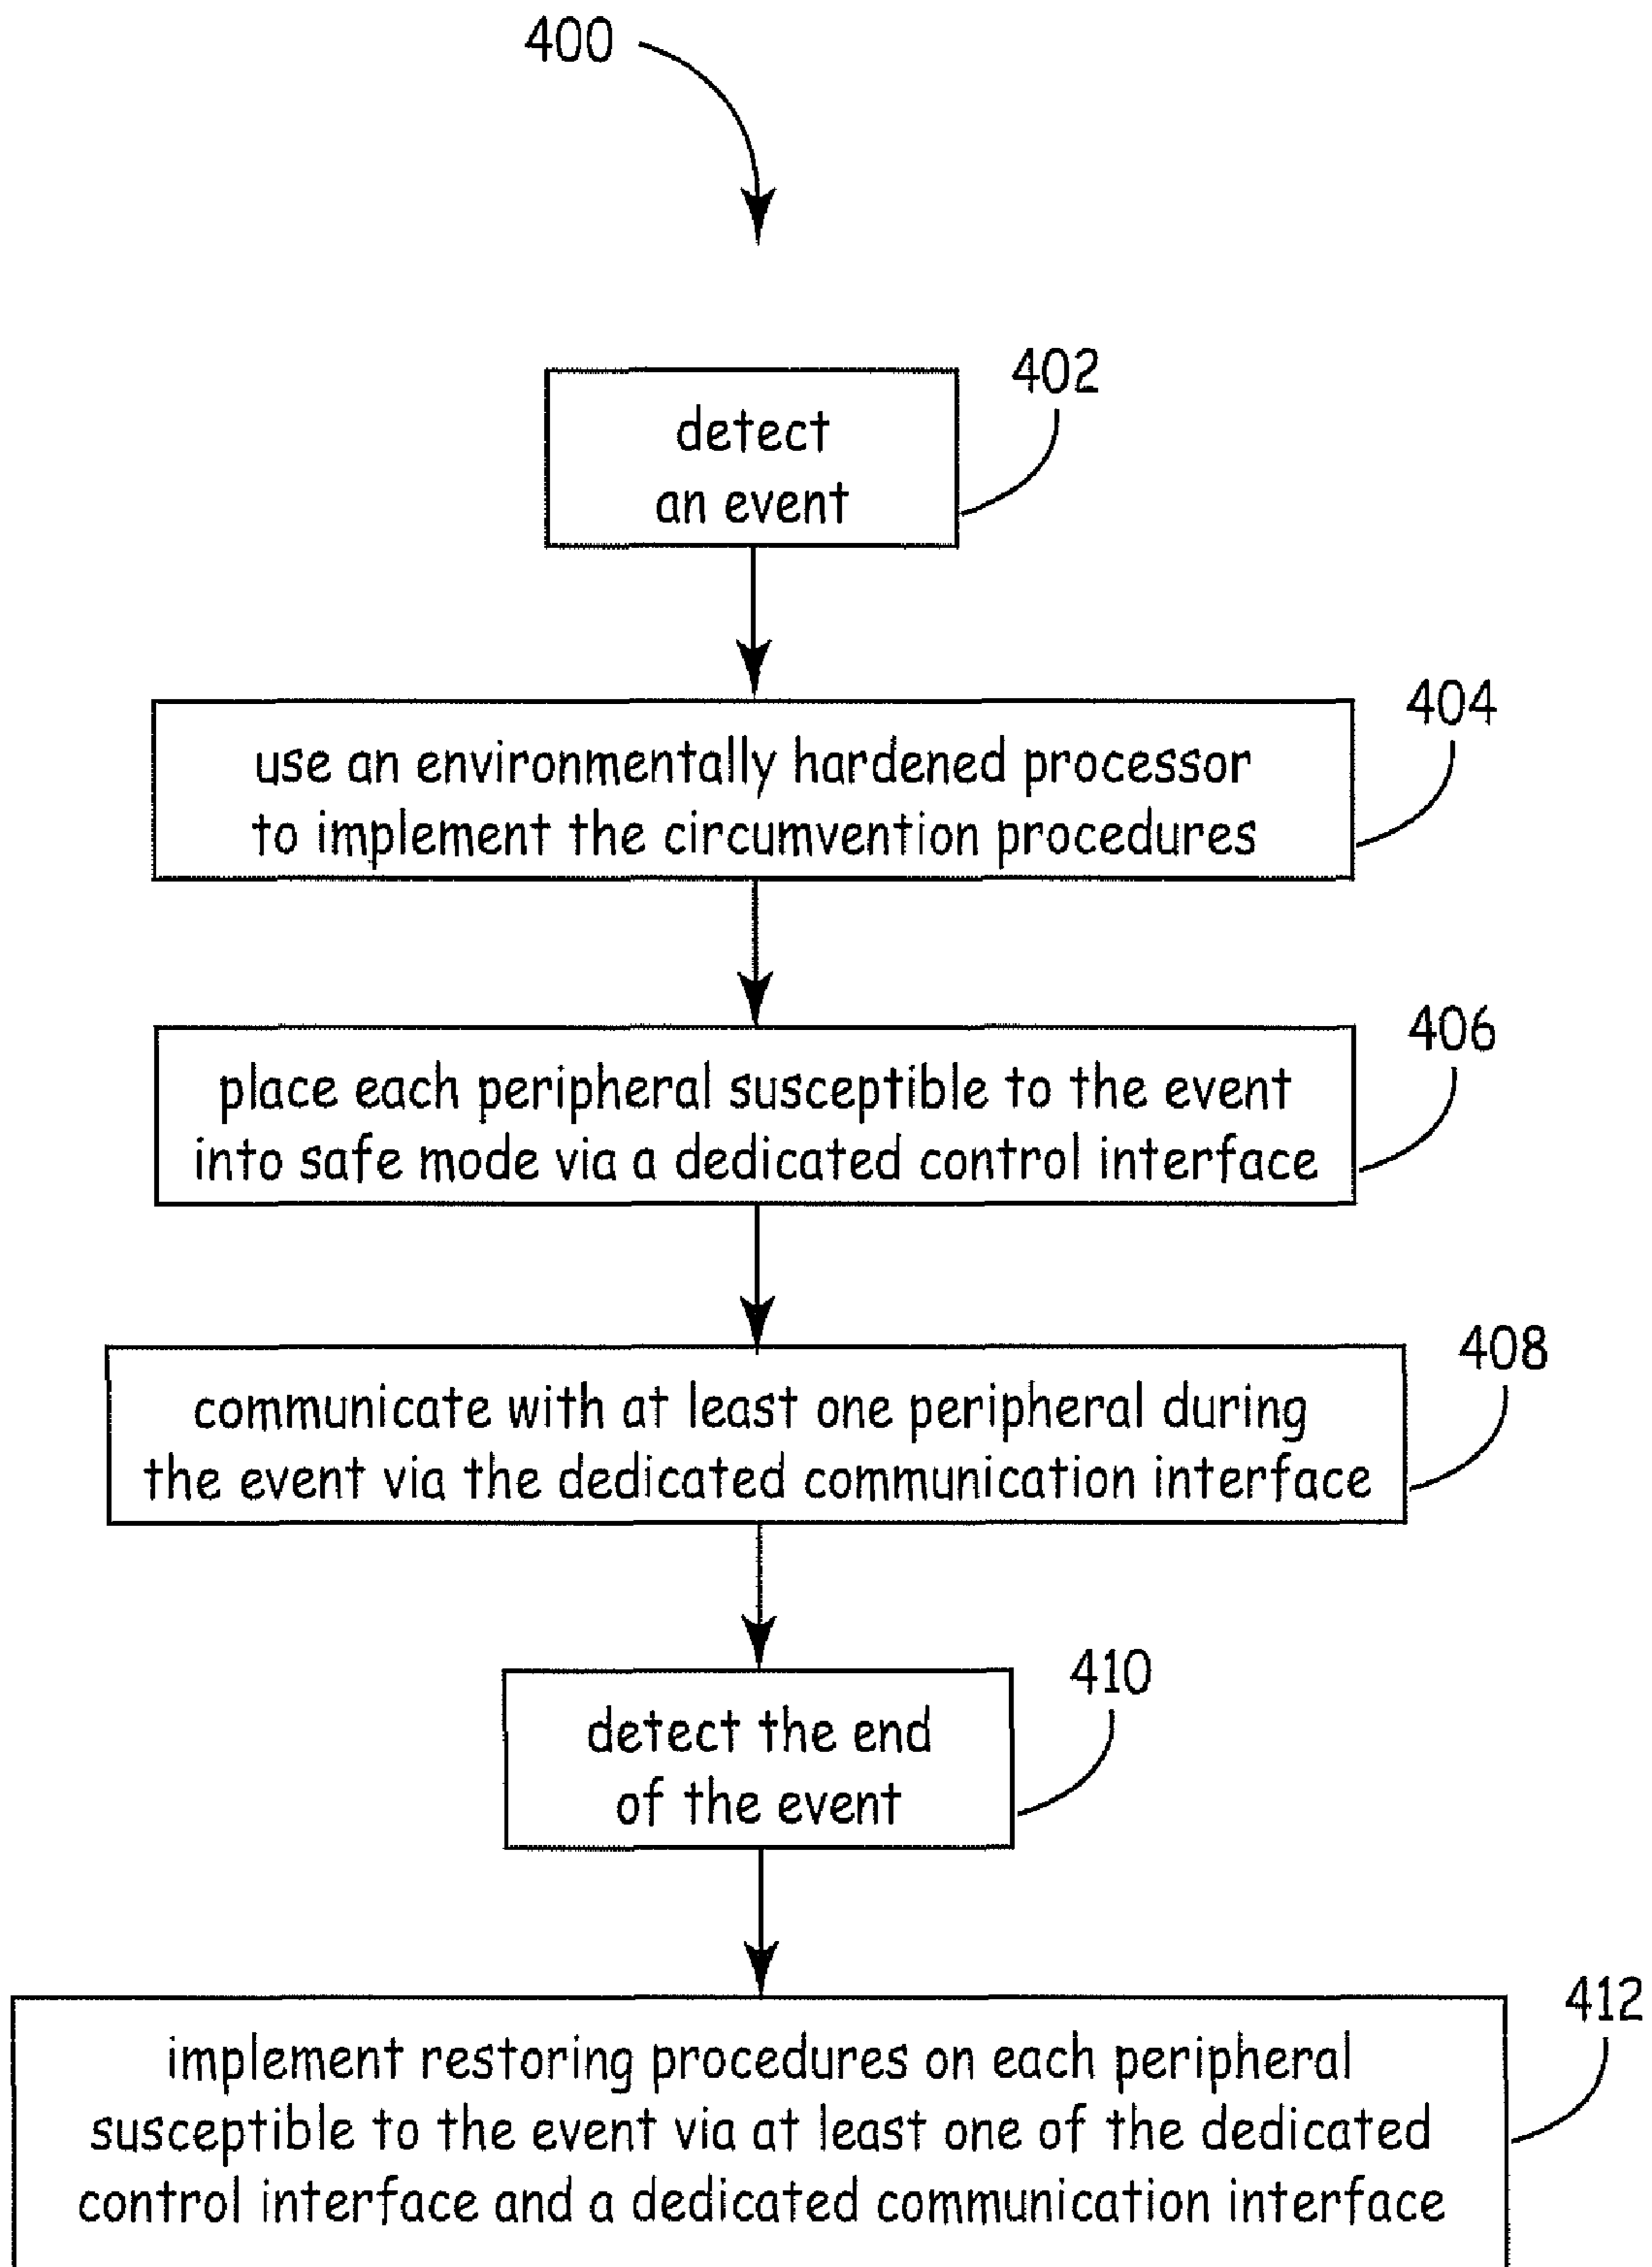 400
402
detect
an event
404
use an environmentally hardened processor
to implement the circumvention procedures
406
place each peripheral susceptible to the event
into safe mode via a dedicated control interface
408
communicate with at least one peripheral during
the event via the dedicated communication interface
410
detect the end
of the event
412
implement restoring procedures on each peripheral
susceptible to the event via at least one of the dedicated
control interface and a dedicated communication interface